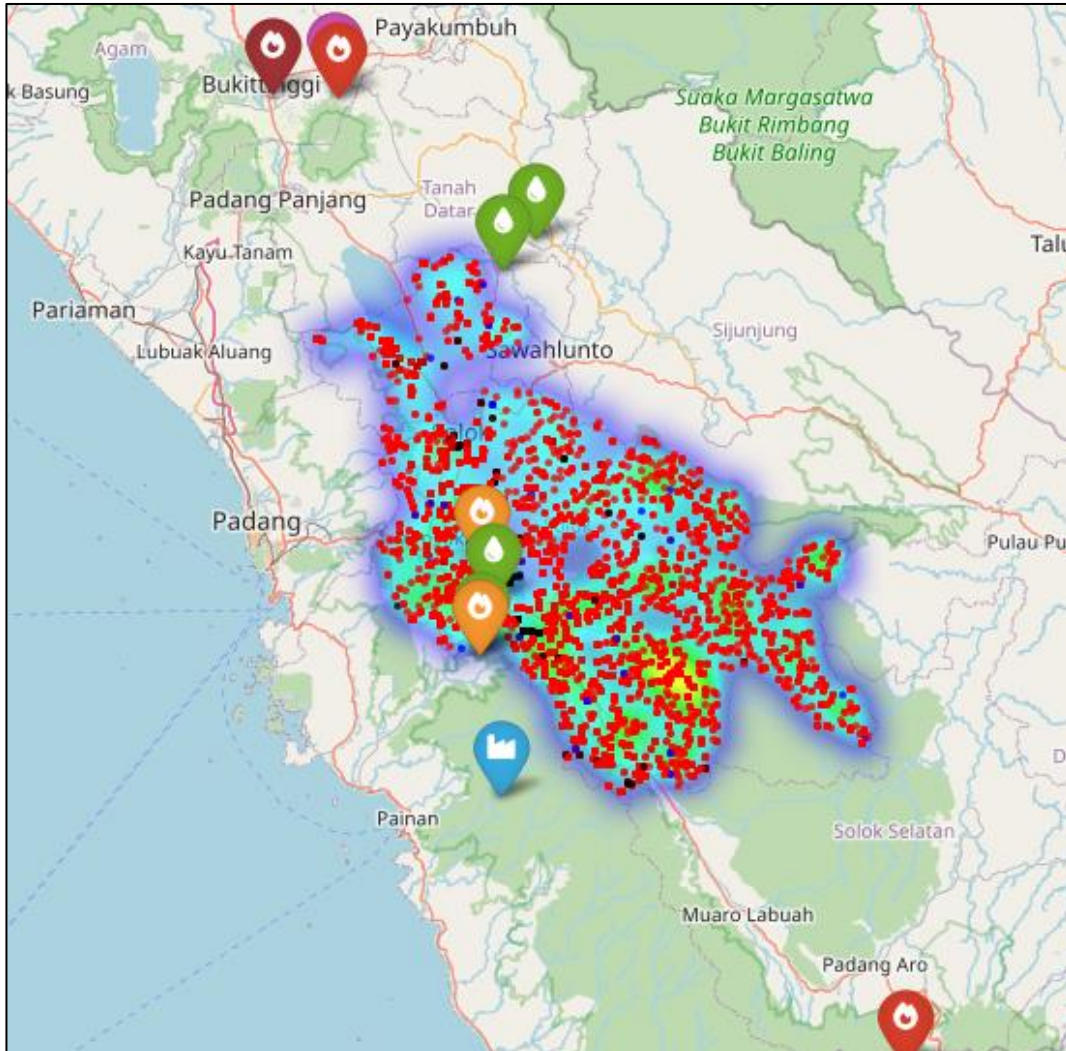 Payakumbuh
Agam
Bukittinggi
k Basung
Suaka Margasatwa
Bukit Rimbang
Bukit Baling
Tanah
Datar
Padang Panjang
Talu
Kayu Tanam
Pariaman
Sijunjung
Lubuak Aluang
Sawahlunto
Padang
Pulau Pu
Painan
Solok Selatan
Muaro Labuah
Padang Aro